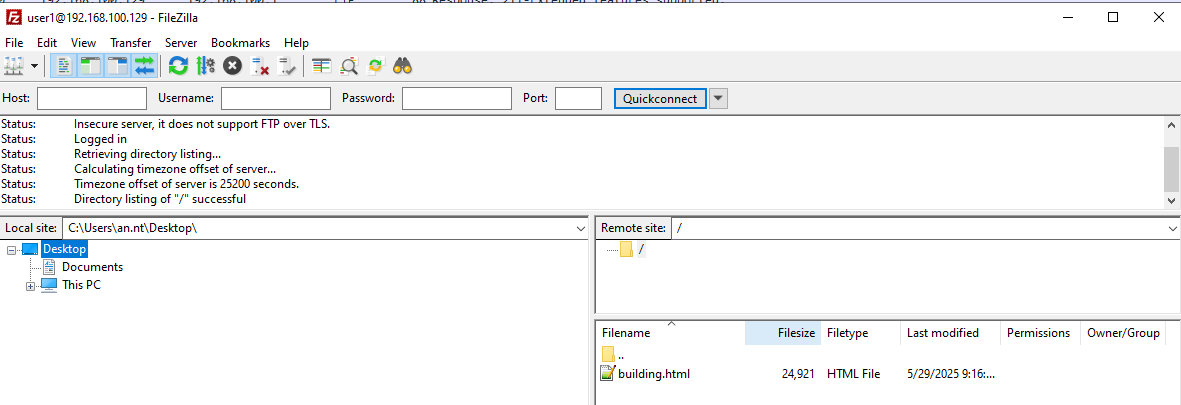 user1@192.168.100.129 - FileZilla
File Edit View Transfer Server Bookmarks Help
Host: Username: Password: Port: Quickconnect
Status: Insecure server, it does not support FTP over TLS.
Status: Logged in
Status: Retrieving directory listing...
Status: Calculating timezone offset of server...
Status: Timezone offset of server is 25200 seconds.
Status: Directory listing of "/" successful
Local site: C:\Users\an.nt\Desktop\
Desktop
Documents
This PC
Remote site: /
/
Filename Filesize Filetype Last modified Permissions Owner/Group
..
building.html 24,921 HTML File 5/29/2025 9:16:...